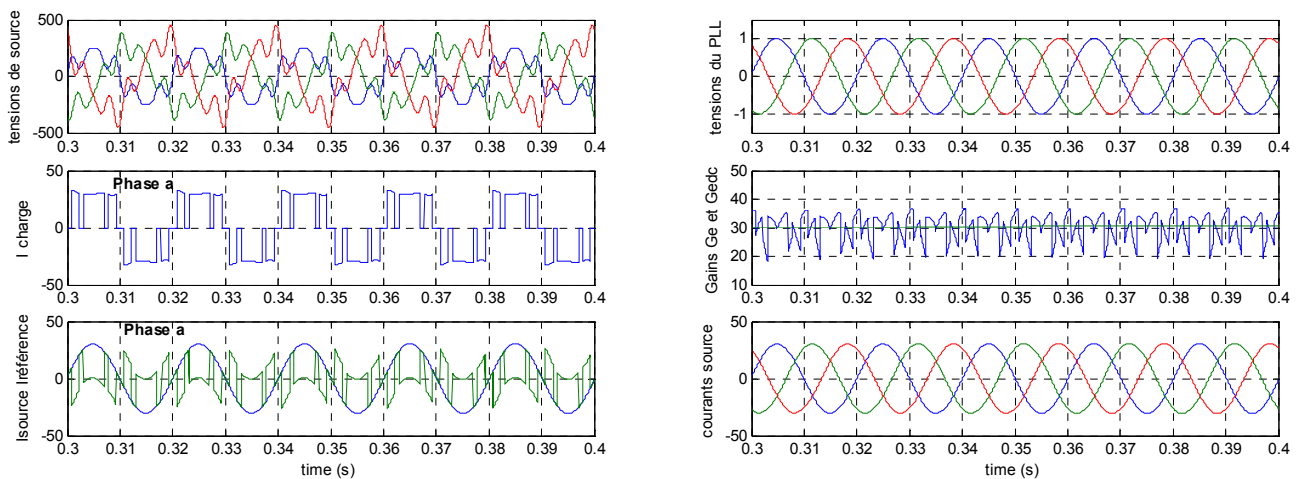 tensions de source
500
0
-500
0.3 0.31 0.32 0.33 0.34 0.35 0.36 0.37 0.38 0.39 0.4
I charge
Phase a
50
0
-50
0.3 0.31 0.32 0.33 0.34 0.35 0.36 0.37 0.38 0.39 0.4
Isource Iréférence
Phase a
50
0
-50
0.3 0.31 0.32 0.33 0.34 0.35 0.36 0.37 0.38 0.39 0.4
time (s)
tensions du PLL
1
0
-1
0.3 0.31 0.32 0.33 0.34 0.35 0.36 0.37 0.38 0.39 0.4
Gains Ge et Gedc
50
40
30
20
10
0.3 0.31 0.32 0.33 0.34 0.35 0.36 0.37 0.38 0.39 0.4
courants source
50
0
-50
0.3 0.31 0.32 0.33 0.34 0.35 0.36 0.37 0.38 0.39 0.4
time (s)